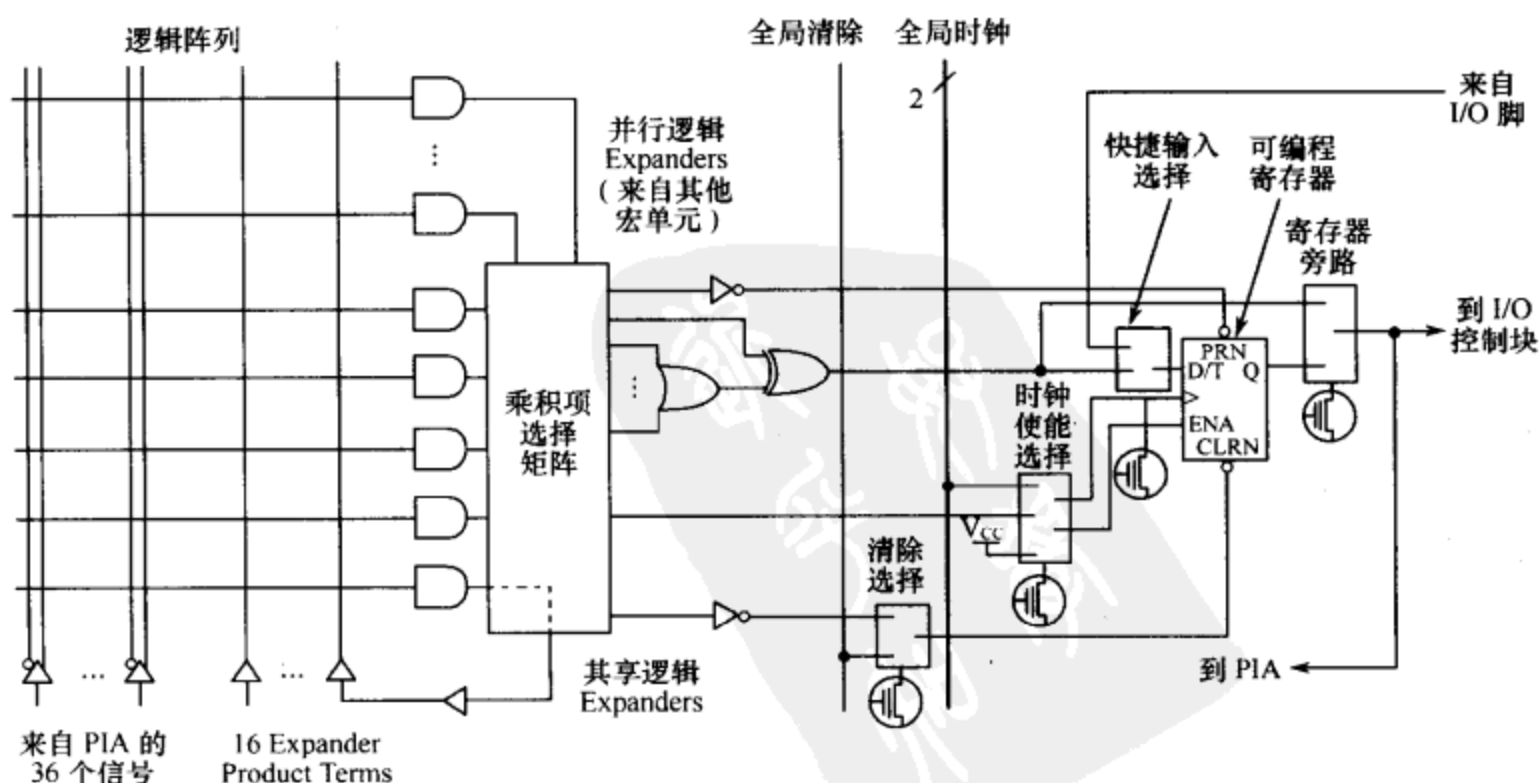 逻辑阵列
全局清除
全局时钟
2
来自
I/O 脚
并行逻辑
Expanders
(来自其他
宏单元)
快捷输入
选择
可编程
寄存器
寄存器
旁路
到 I/O
控制块
PRN
D/T Q
ENA
CLRN
乘积项
选择
矩阵
时钟
使能
选择
VCC
清除
选择
到 PIA
其享逻辑
Expanders
来自 PIA 的
36 个信号
16 Expander
Product Terms